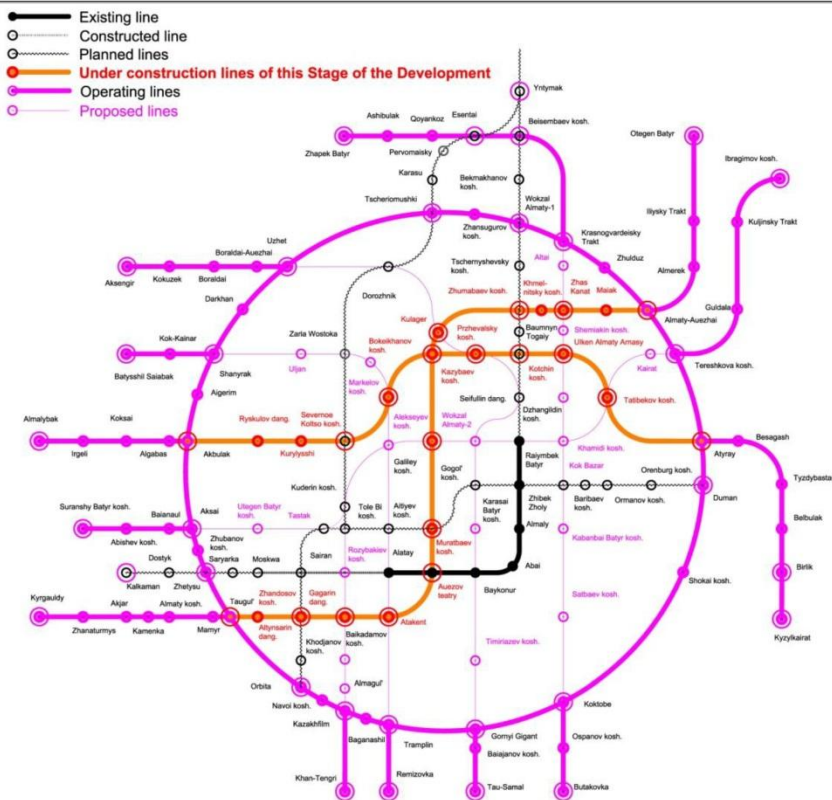 Existing line
Constructed line
Planned lines
Under construction lines of this Stage of the Development
Operating lines
Proposed lines
Yntymak
Ashibulak
Qoyankoz
Esentai
Beisembaev kosh.
Otegen Batyr
Zhapek Batyr
Pervomaisky
Ibragimov kosh.
Karasu
Bekmakhanov
kosh.
Tscheriomushki
Wokzal
Almaty-1
Iliysky Trakt
Kuljinsky Trakt
Zhansugurov
kosh.
Krasnogvardeisky
Trakt
Uzhet
Boraldai-Auezhai
Altai
Zhulduz
Tschernyshevsky
kosh.
Aksengir
Kokuzek
Boraldai
Almerek
Dorozhnik
Zhumabaev kosh.
Khmel-
nitsky kosh.
Zhas
Kanat
Maiak
Darkhan
Guldala
Kulager
Almaty-Auezhai
Zaria Wostoka
Bokeikhanov
kosh.
Przhevalsky
kosh.
Baumnyn
Togaiy
Shemiakin kosh.
Ulken Almaty Arnasy
Kok-Kainar
Batysshil Saiabak
Shanyrak
Uljan
Markelov
kosh.
Kazybaev
kosh.
Kotchin
kosh.
Kairat
Tereshkova kosh.
Aigerim
Seifullin dang.
Tatibekov kosh.
Almalybak
Koksai
Ryskulov dang.
Severnoe
Koltso kosh.
Alekseyev
kosh.
Wokzal
Almaty-2
Dzhangildin
kosh.
Irgeli
Algabas
Akbulak
Kurylysshi
Galiley
kosh.
Gogol'
kosh.
Raiymbek
Batyr
Khamidi kosh.
Atyray
Besagash
Kok Bazar
Orenburg kosh.
Kuderin kosh.
Tyzdybasta
Suranshy Batyr kosh.
Baianaul
Aksai
Utegen Batyr
kosh.
Tastak
Tole Bi
kosh.
Aitiyev
kosh.
Karasai
Batyr
kosh.
Zhibek
Zholy
Baribaev
kosh.
Ormanov kosh.
Duman
Abishev kosh.
Zhubanov
kosh.
Muratbaev
kosh.
Almaly
Kabanbai Batyr kosh.
Belbulak
Dostyk
Saryarka
Moskwa
Sairan
Rozybakiev
kosh.
Alatay
Abai
Shokai kosh.
Birlik
Kalkaman
Zhetysu
Auezov
teatry
Baykonur
Kyrgauldy
Akjar
Almaty kosh.
Taugul'
Zhandosov
kosh.
Gagarin
dang.
Satbaev kosh.
Zhanaturmys
Kamenka
Mamyr
Altynsarin
dang.
Khodjanov
kosh.
Baikadamov
kosh.
Atakent
Kyzylkairat
Timiriazev kosh.
Orbita
Almagul'
Navoi kosh.
Kazakhfilm
Koktobe
Baganashil
Tramplin
Gornyi Gigant
Baiajanov kosh.
Ospanov kosh.
Khan-Tengri
Remizovka
Tau-Samal
Butakovka